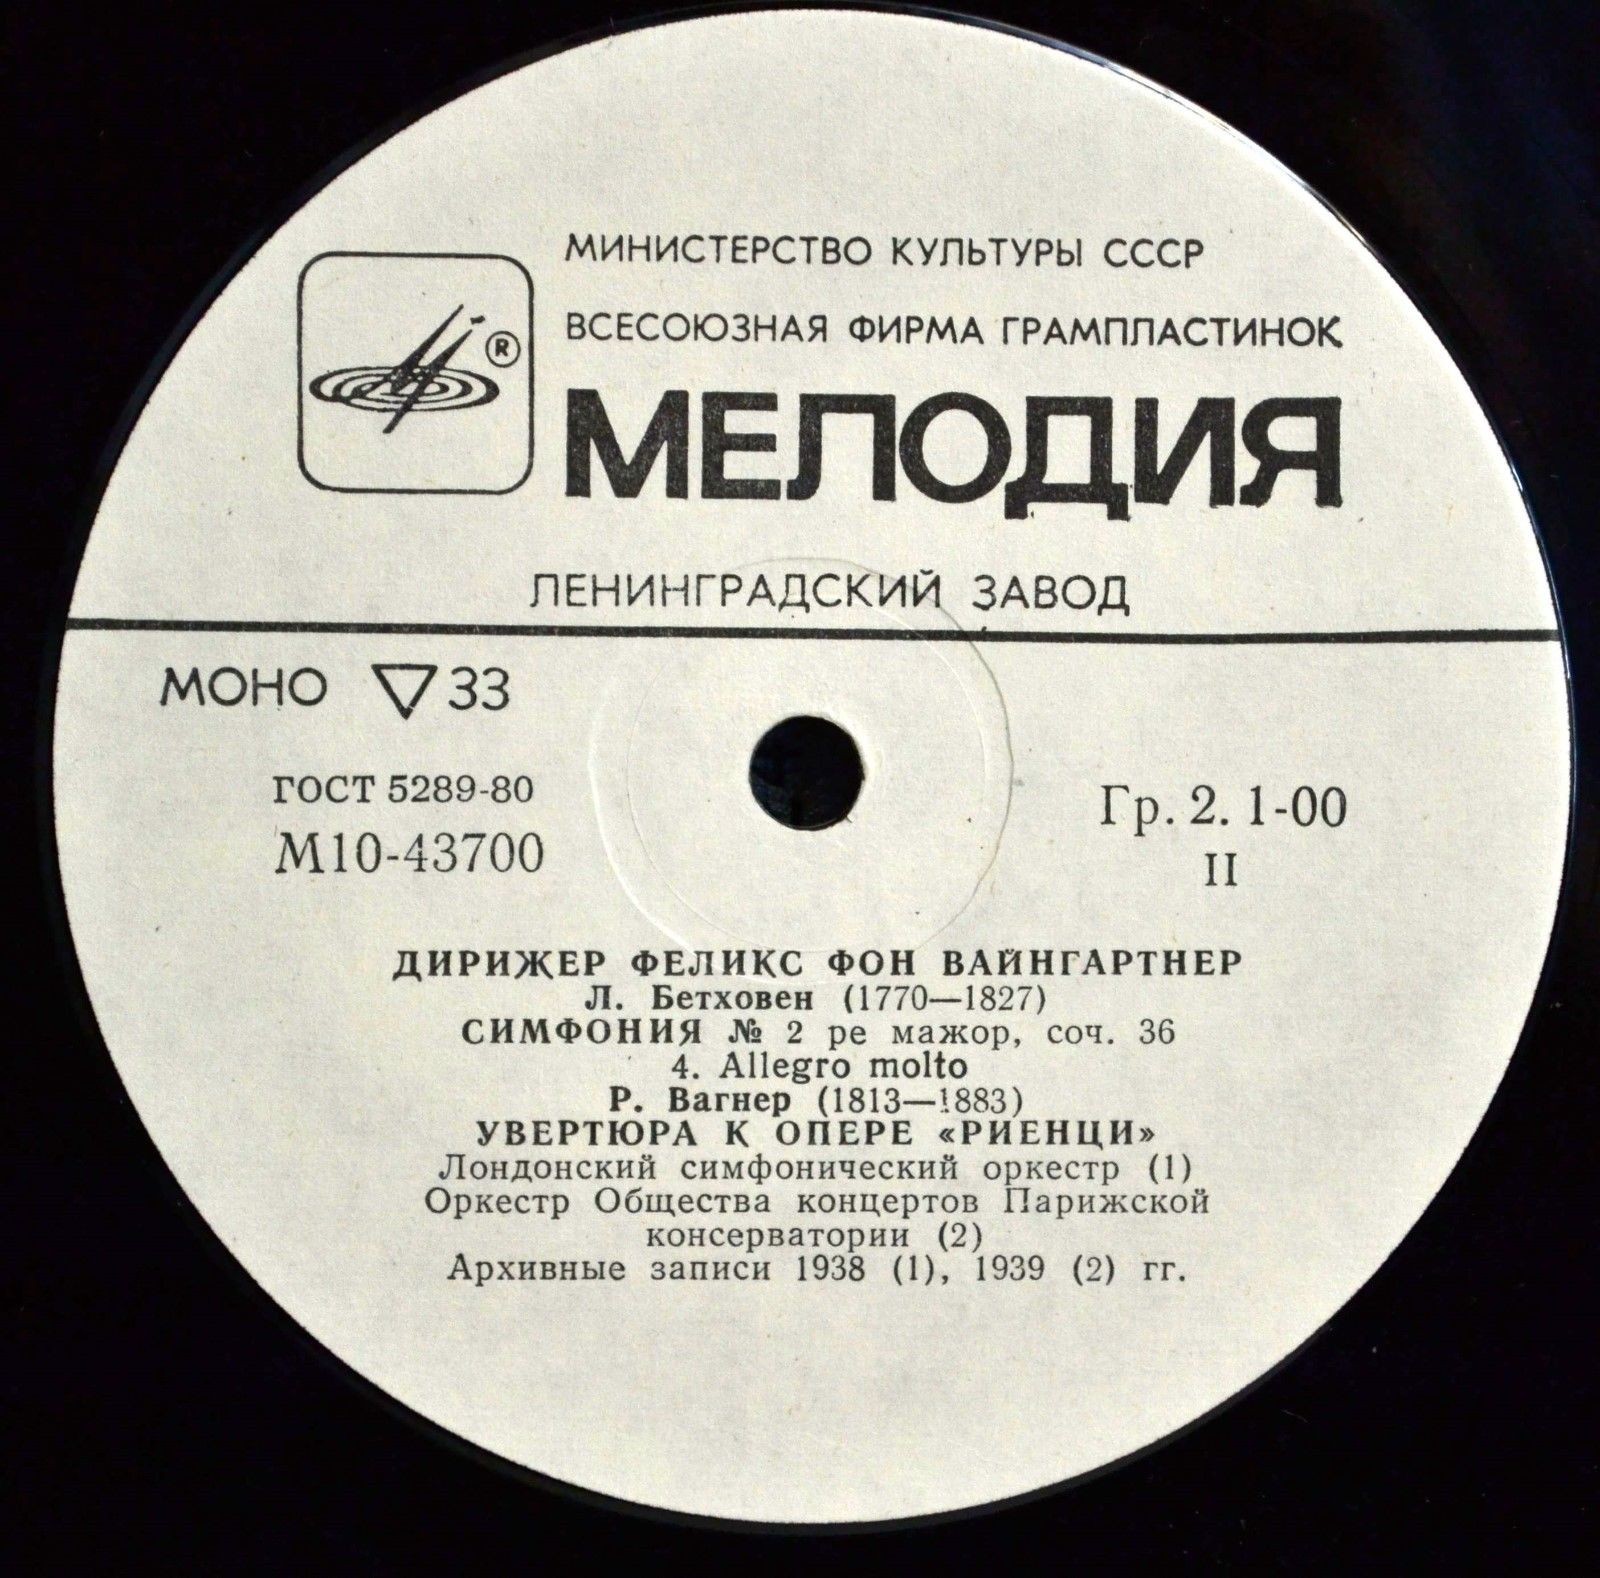 МИНИСТЕРСТВО КУЛЬТУРЫ СССР
ВСЕСОЮЗНАЯ ФИРМА ГРАМПЛАСТИНОК
®
МЕЛОДИЯ
ЛЕНИНГРАДСКИЙ ЗАВОД
МОНО ▽33
ГОСТ 5289-80
М10-43700
Гр. 2. 1-00
II
ДИРИЖЕР ФЕЛИКС ФОН ВАЙНГАРТНЕР
Л. Бетховен (1770—1827)
СИМФОНИЯ № 2 ре мажор, соч. 36
4. Allegro molto
Р. Вагнер (1813—1883)
УВЕРТЮРА К ОПЕРЕ «РИЕНЦИ»
Лондонский симфонический оркестр (1)
Оркестр Общества концертов Парижской
консерватории (2)
Архивные записи 1938 (1), 1939 (2) гг.